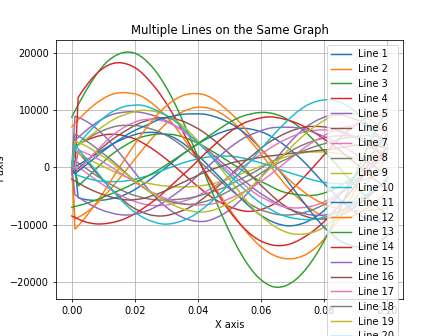 Multiple Lines on the Same Graph
20000
10000
0
−10000
−20000
axis
0.00
0.02
0.04
0.06
X axis
Line 1
Line 2
Line 3
Line 4
Line 5
Line 6
Line 7
Line 8
Line 9
Line 10
Line 11
Line 12
Line 13
Line 14
Line 15
Line 16
Line 17
Line 18
Line 19
Line 20